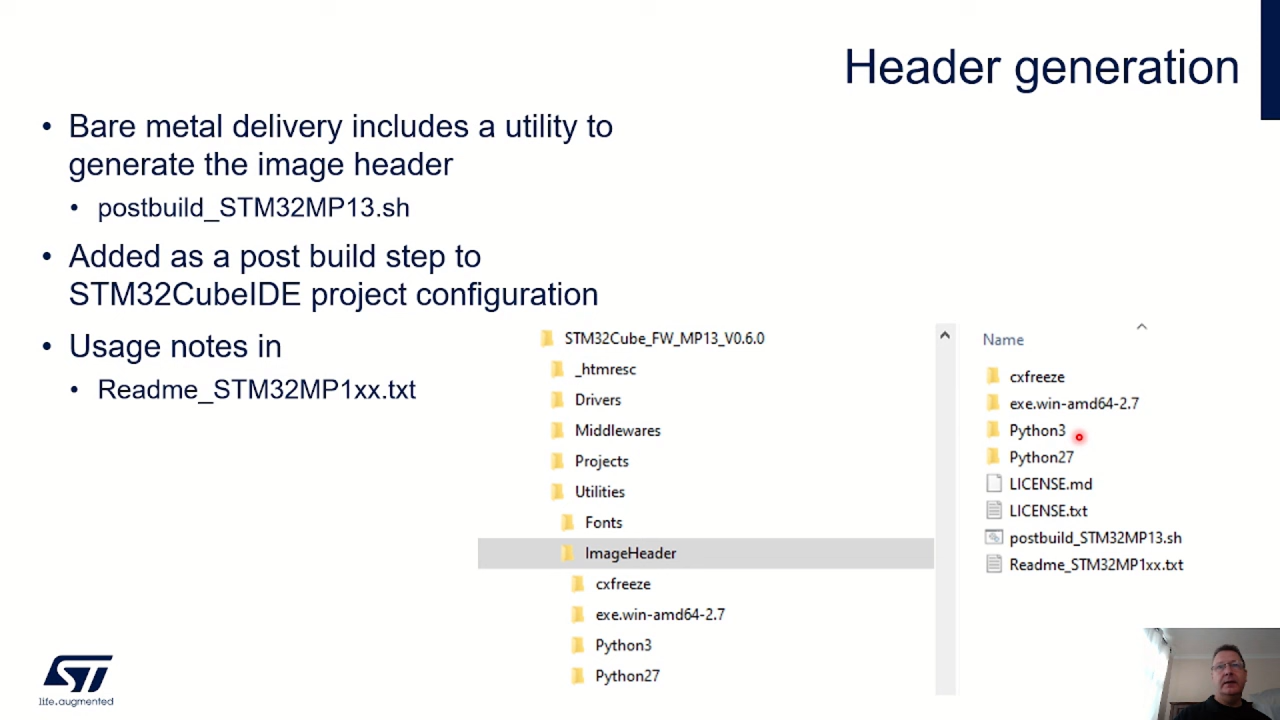 Header generation
• Bare metal delivery includes a utility to
generate the image header
• postbuild_STM32MP13.sh
• Added as a post build step to
STM32CubeIDE project configuration
• Usage notes in
• Readme_STM32MP1xx.txt
STM32Cube_FW_MP13_V0.6.0
_htmresc
Drivers
Middlewares
Projects
Utilities
Fonts
ImageHeader
cxfreeze
exe.win-amd64-2.7
Python3
Python27
Name
cxfreeze
exe.win-amd64-2.7
Python3
Python27
LICENSE.md
LICENSE.txt
postbuild_STM32MP13.sh
Readme_STM32MP1xx.txt
ST
life.augmented